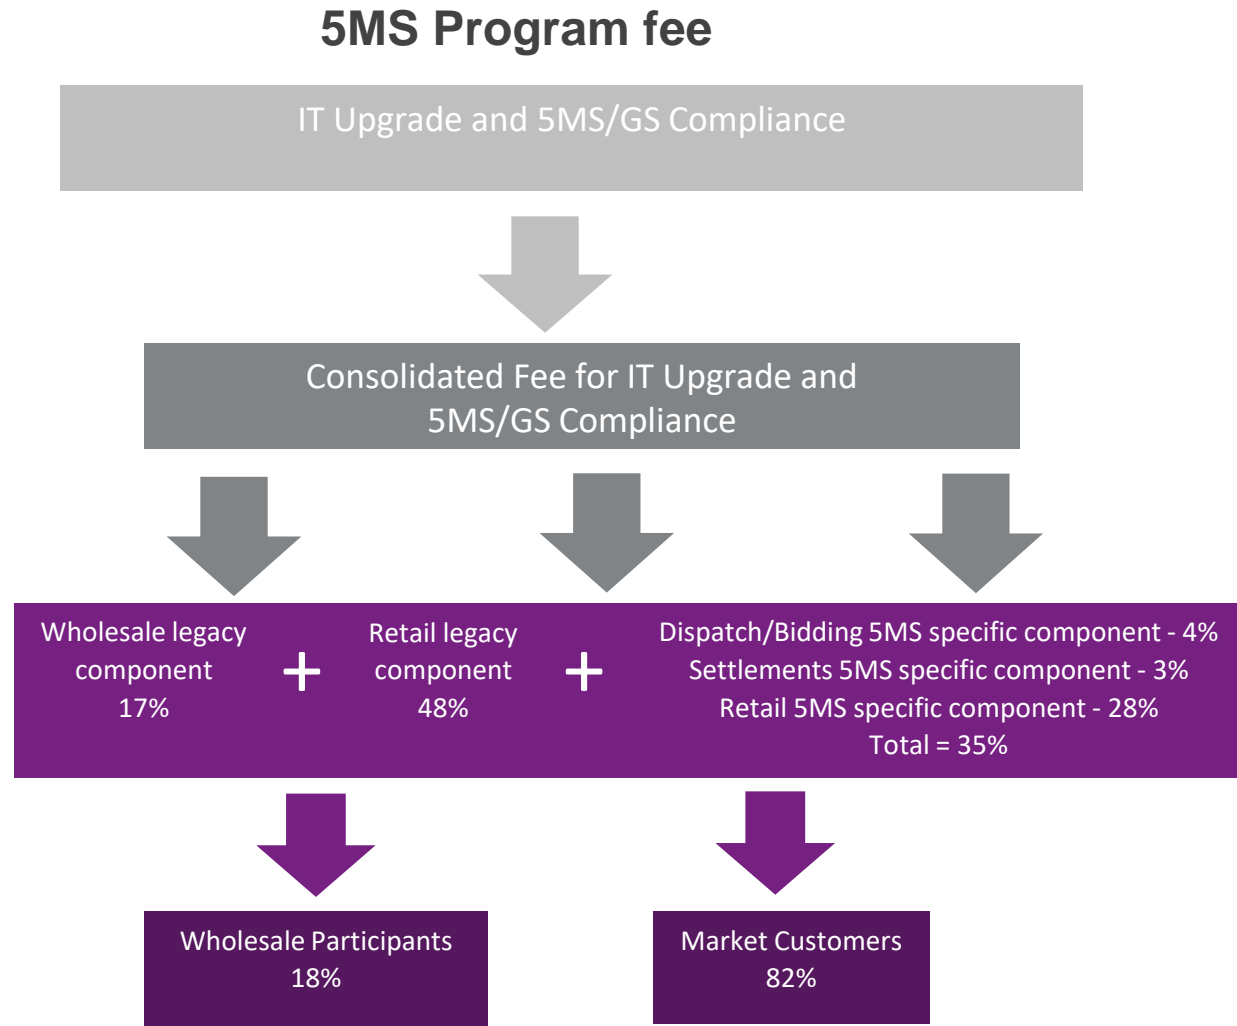 5MS Program fee
IT Upgrade and 5MS/GS Compliance
Consolidated Fee for IT Upgrade and
5MS/GS Compliance
Wholesale legacy
component
17%
+
Retail legacy
component
48%
+
Dispatch/Bidding 5MS specific component - 4%
Settlements 5MS specific component - 3%
Retail 5MS specific component - 28%
Total = 35%
Wholesale Participants
18%
Market Customers
82%